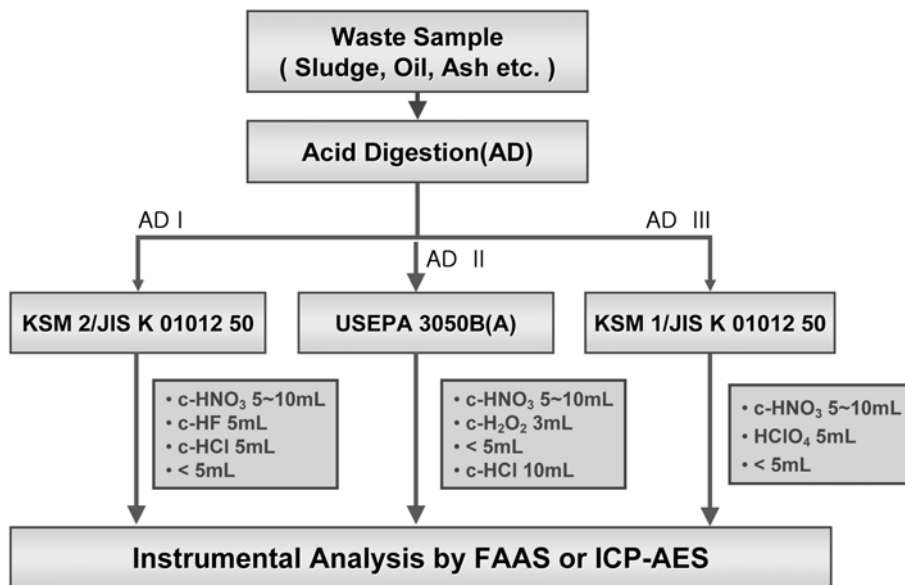 Waste Sample
( Sludge, Oil, Ash etc. )
Acid Digestion(AD)
AD I
AD II
AD III
KSM 2/JIS K 01012 50
USEPA 3050B(A)
KSM 1/JIS K 01012 50
• c-HNO₃ 5~10mL
• c-HF 5mL
• c-HCl 5mL
• < 5mL
• c-HNO₃ 5~10mL
• c-H₂O₂ 3mL
• < 5mL
• c-HCl 10mL
• c-HNO₃ 5~10mL
• HClO₄ 5mL
• < 5mL
Instrumental Analysis by FAAS or ICP-AES